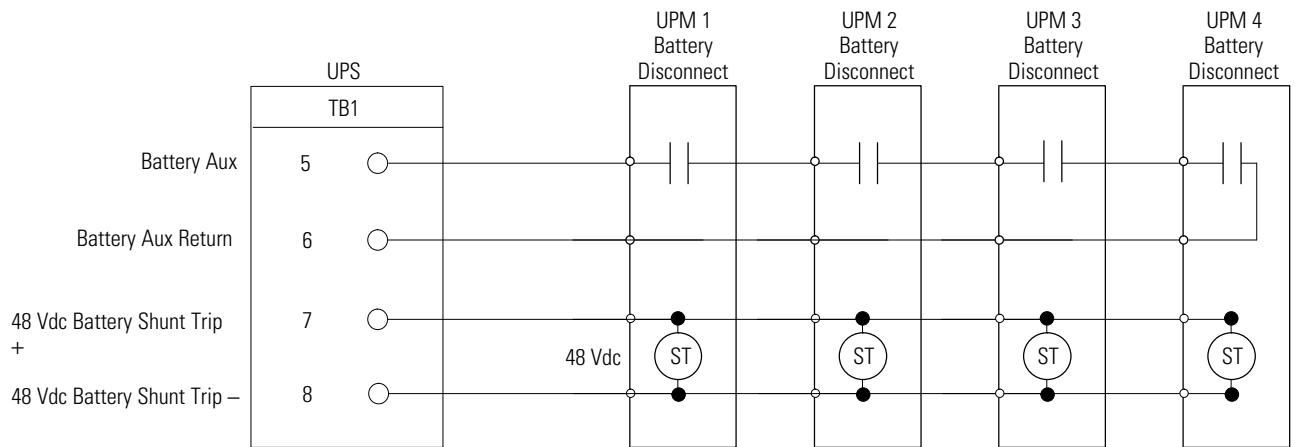 UPM 1
Battery
Disconnect
UPM 2
Battery
Disconnect
UPM 3
Battery
Disconnect
UPM 4
Battery
Disconnect
UPS
TB1
Battery Aux
5
Battery Aux Return
6
48 Vdc Battery Shunt Trip
+
7
48 Vdc
ST
ST
ST
ST
48 Vdc Battery Shunt Trip –
8